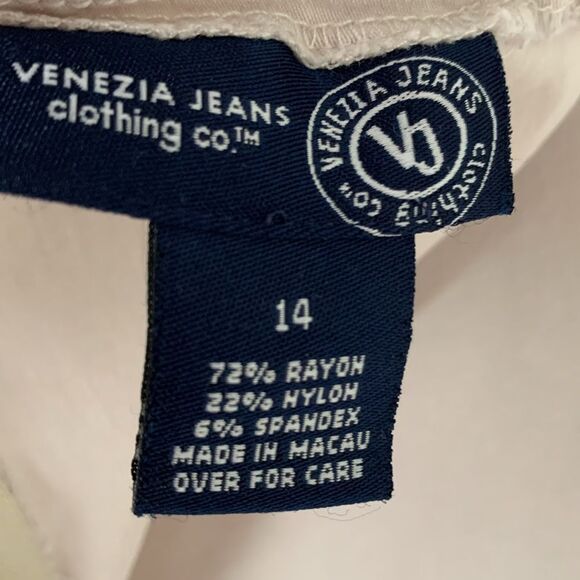 VENEZIA JEANS
clothing co.™
VENEZIA JEANS clothing co™
VJ
14
72% RAYON
22% NYLON
6% SPANDEX
MADE IN MACAU
OVER FOR CARE